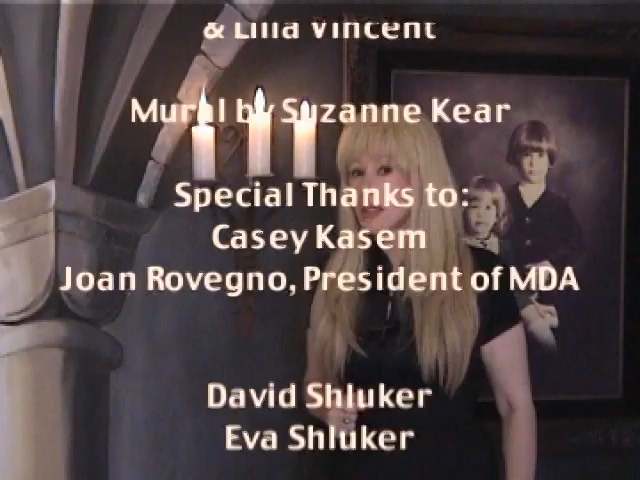 & Lilia Vincent
Mural by Suzanne Kear
Special Thanks to:
Casey Kasem
Joan Rovegno, President of MDA
David Shluker
Eva Shluker